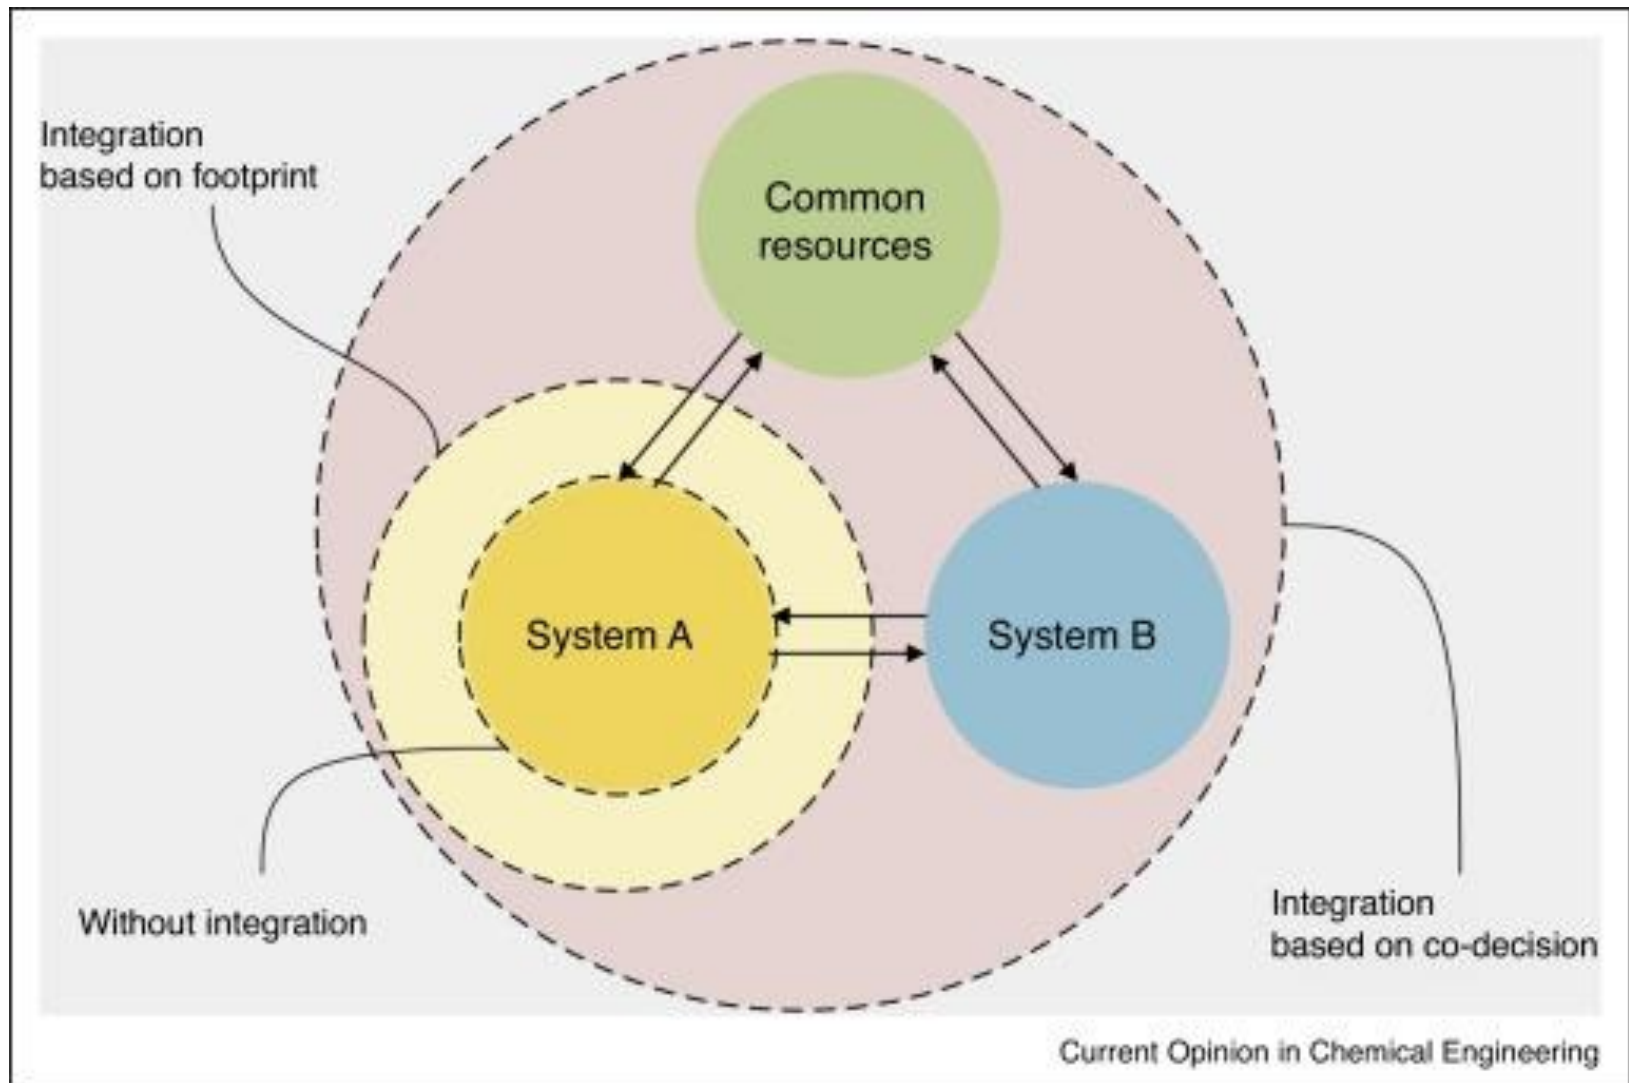 Integration
based on footprint
Common
resources
System A
System B
Without integration
Integration
based on co-decision
Current Opinion in Chemical Engineering